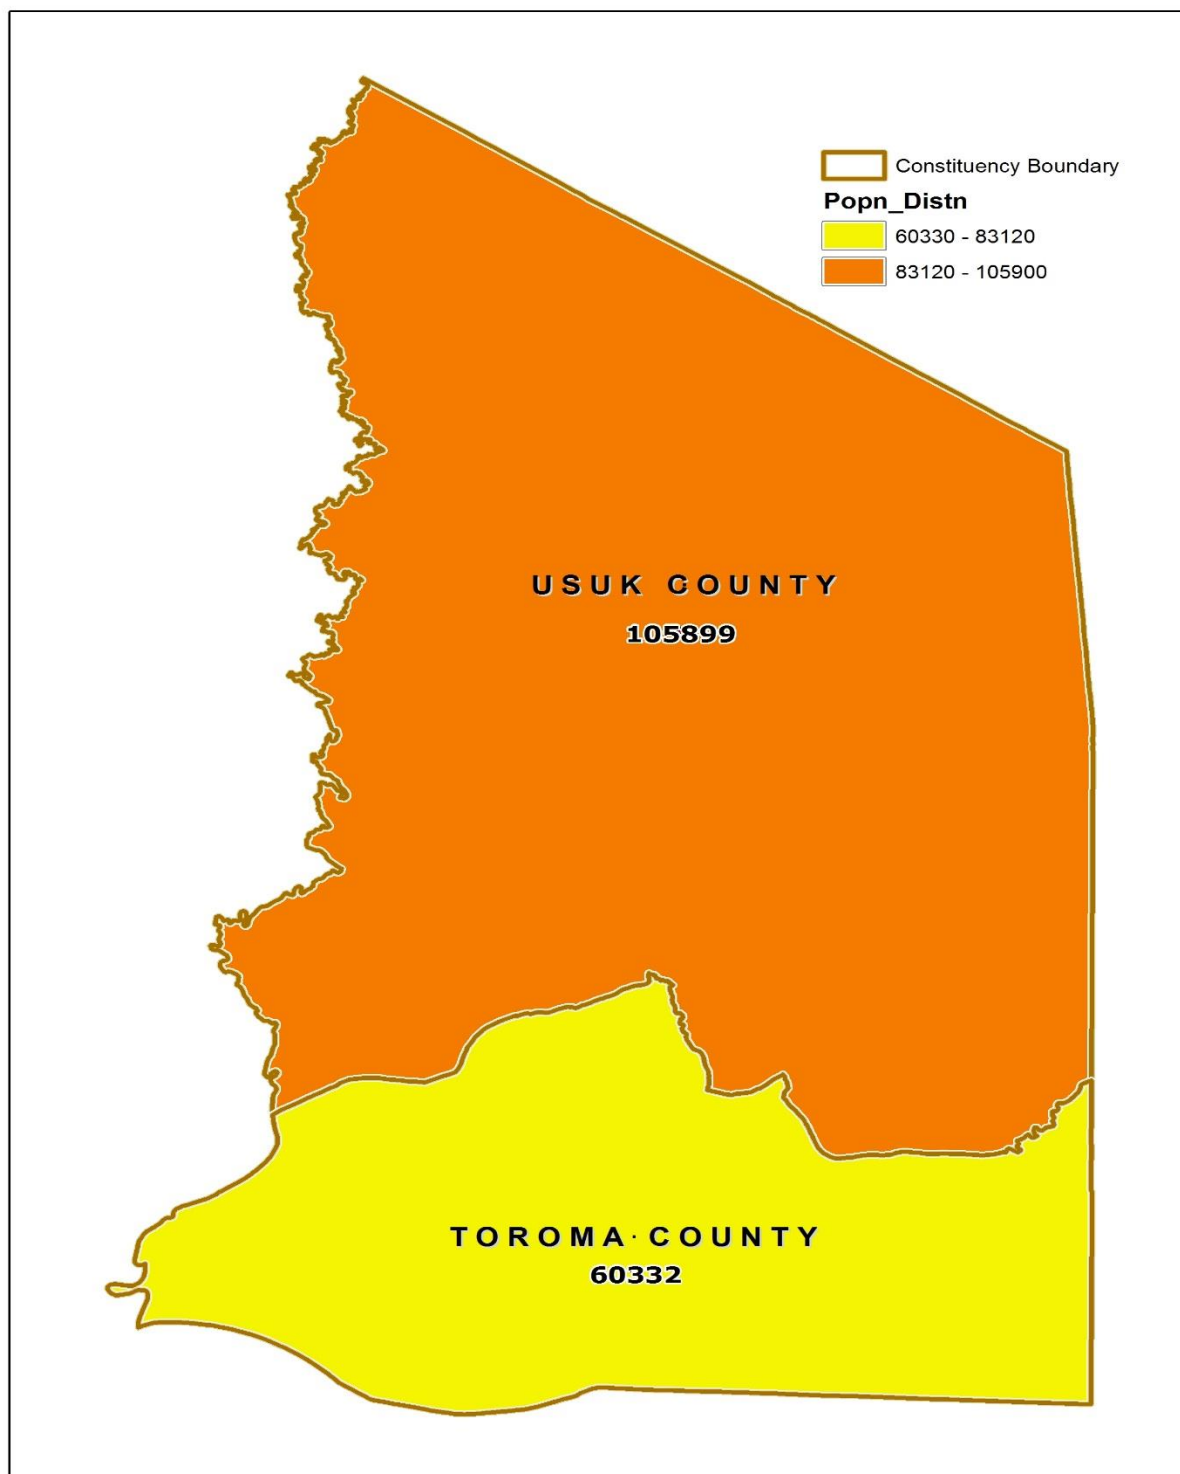 Constituency Boundary
Popn_Distn
60330 - 83120
83120 - 105900
USUK COUNTY
105899
TOROMA COUNTY
60332